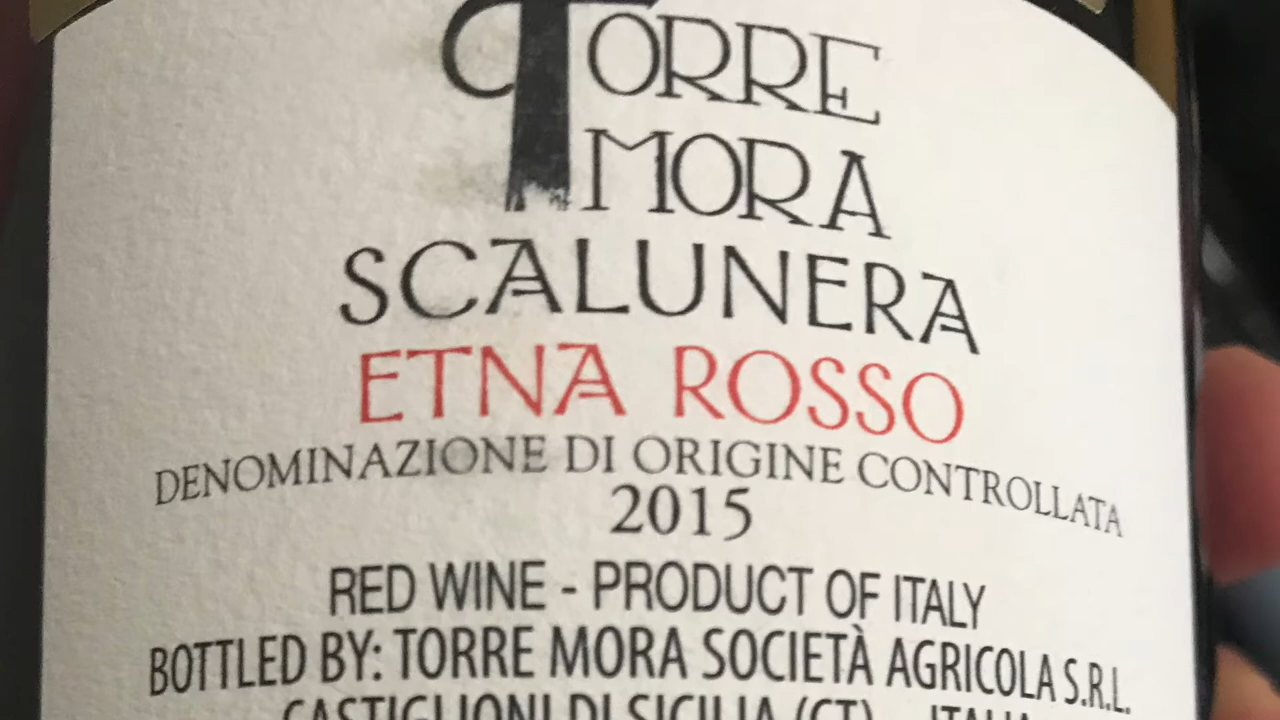 TORRE
MORA
SCALUNERA
ETNA ROSSO
DENOMINAZIONE DI ORIGINE CONTROLLATA
2015
RED WINE - PRODUCT OF ITALY
BOTTLED BY: TORRE MORA SOCIETÀ AGRICOLA S.R.L.
CASTIGLIONI DI SICILIA (CT) - ITALIA